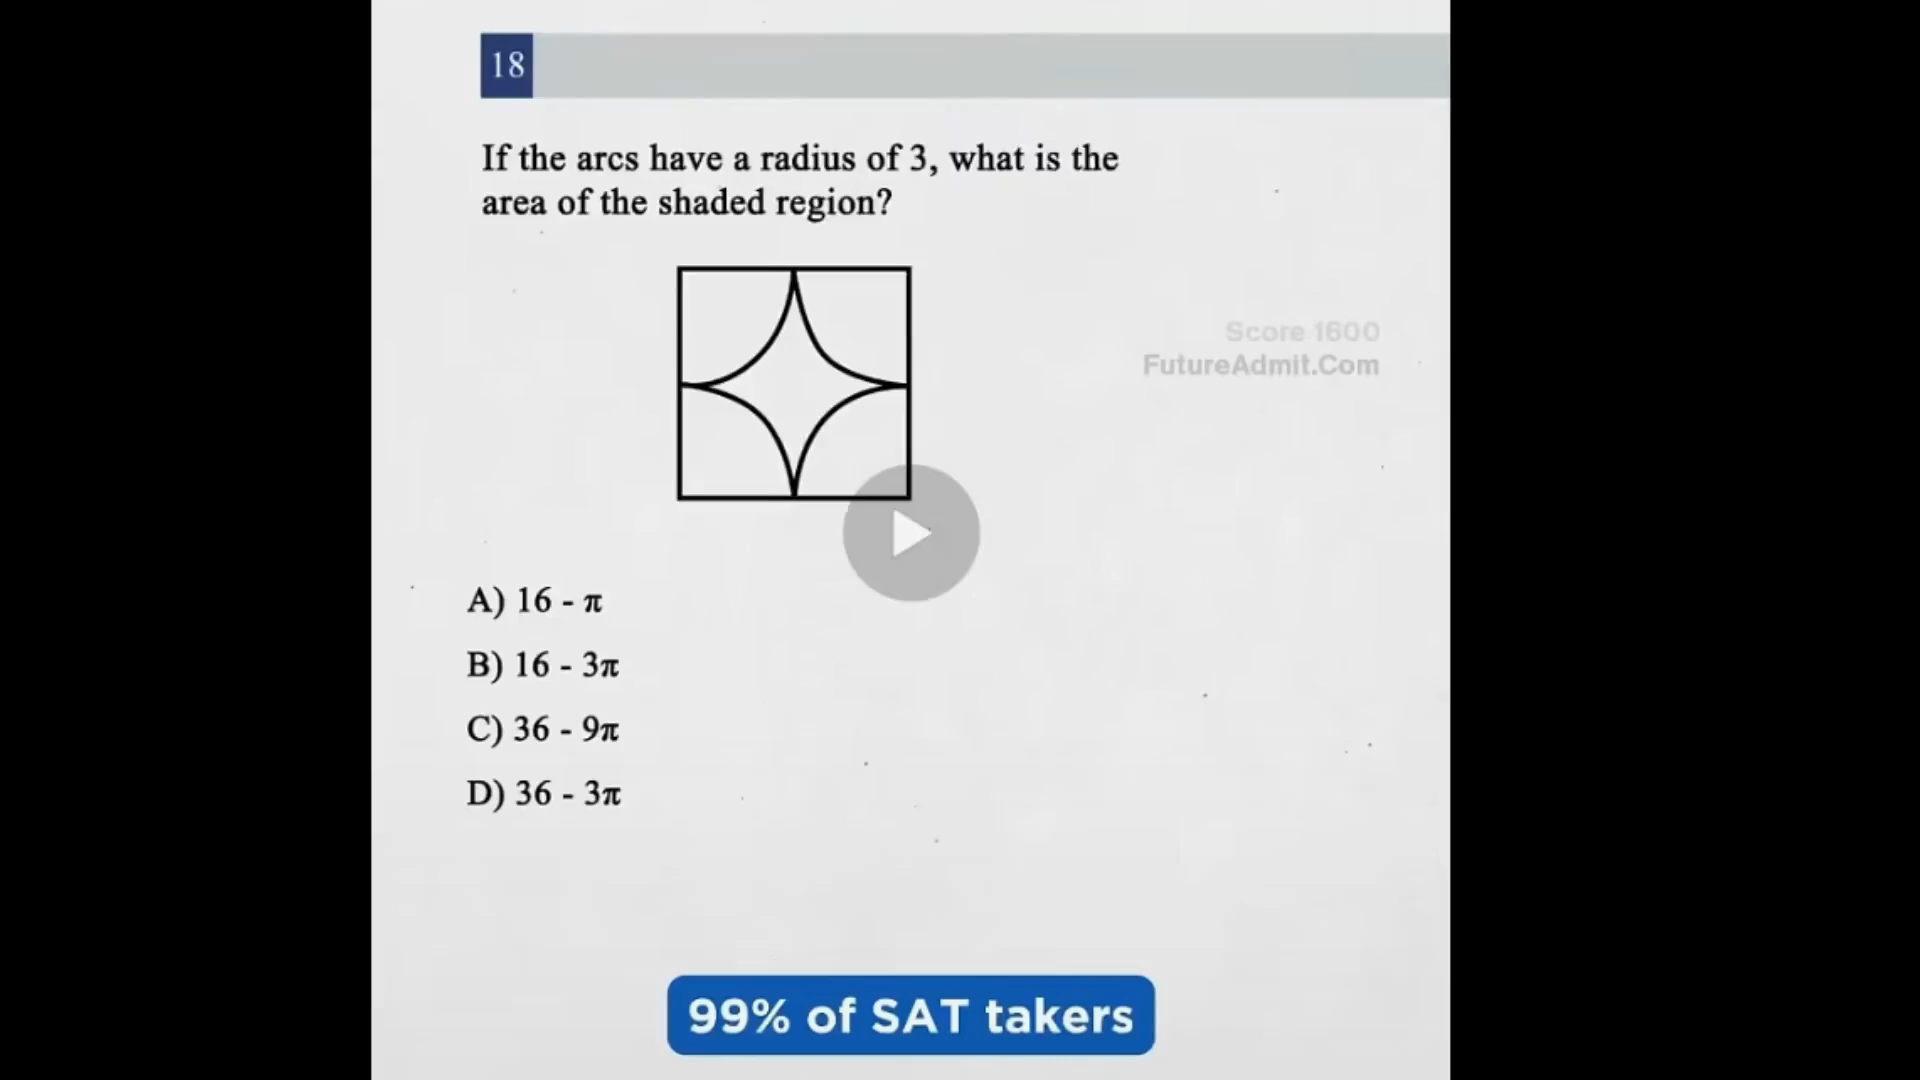 18
If the arcs have a radius of 3, what is the
area of the shaded region?
Score 1600
FutureAdmit.Com
A) 16 - π
B) 16 - 3π
C) 36 - 9π
D) 36 - 3π
99% of SAT takers